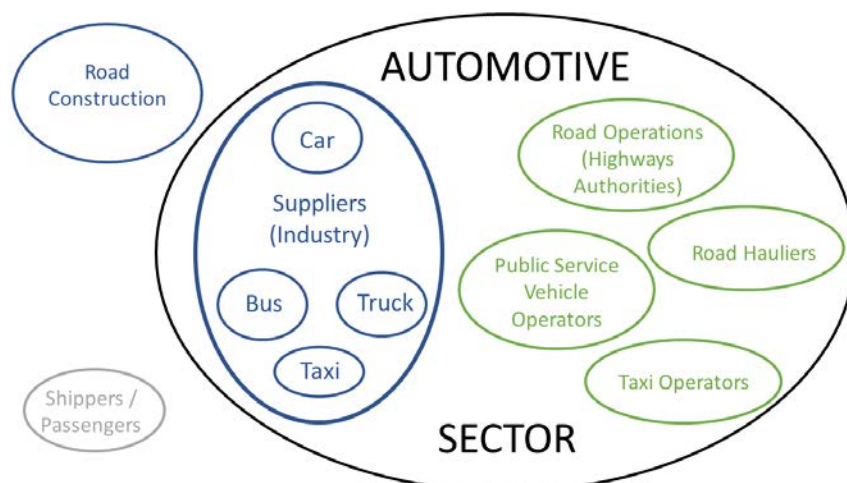 AUTOMOTIVE
Road
Construction
Car
Suppliers
(Industry)
Bus
Truck
Taxi
Road Operations
(Highways
Authorities)
Road Hauliers
Public Service
Vehicle
Operators
Taxi Operators
Shippers /
Passengers
SECTOR